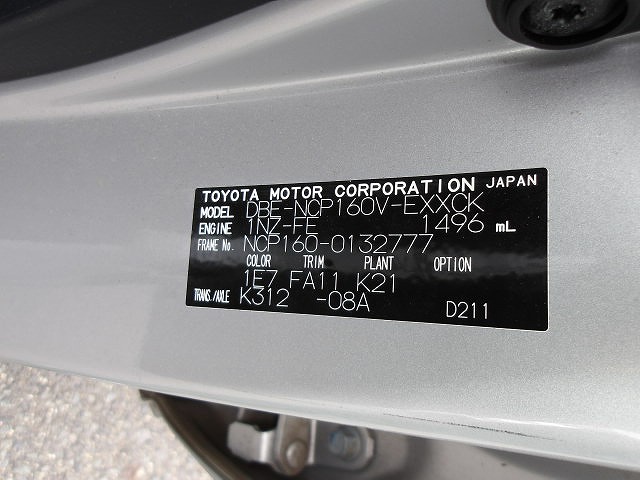 TOYOTA MOTOR CORPORATION JAPAN
MODEL DBE-NCP160V-EXXCK
ENGINE 1NZ-FE 1496 mL
FRAME No. NCP160-0132777
COLOR TRIM PLANT OPTION
1E7 FA11 K21
TRANS./AXLE K312 -08A
D211